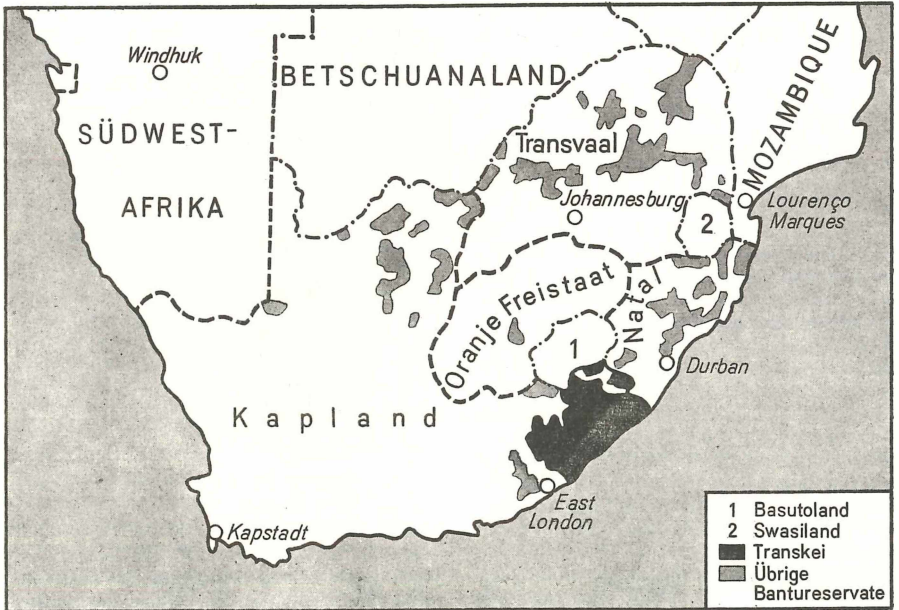 Windhuk
BETSCHUANALAND
MOZAMBIQUE
SÜDWEST-
AFRIKA
Transvaal
Johannesburg
2
Lourenço
Marques
Oranje Freistaat
Natal
1
Durban
Kapland
East
London
Kapstadt
1 Basutoland
2 Swasiland
Transkei
Übrige
Bantureservate